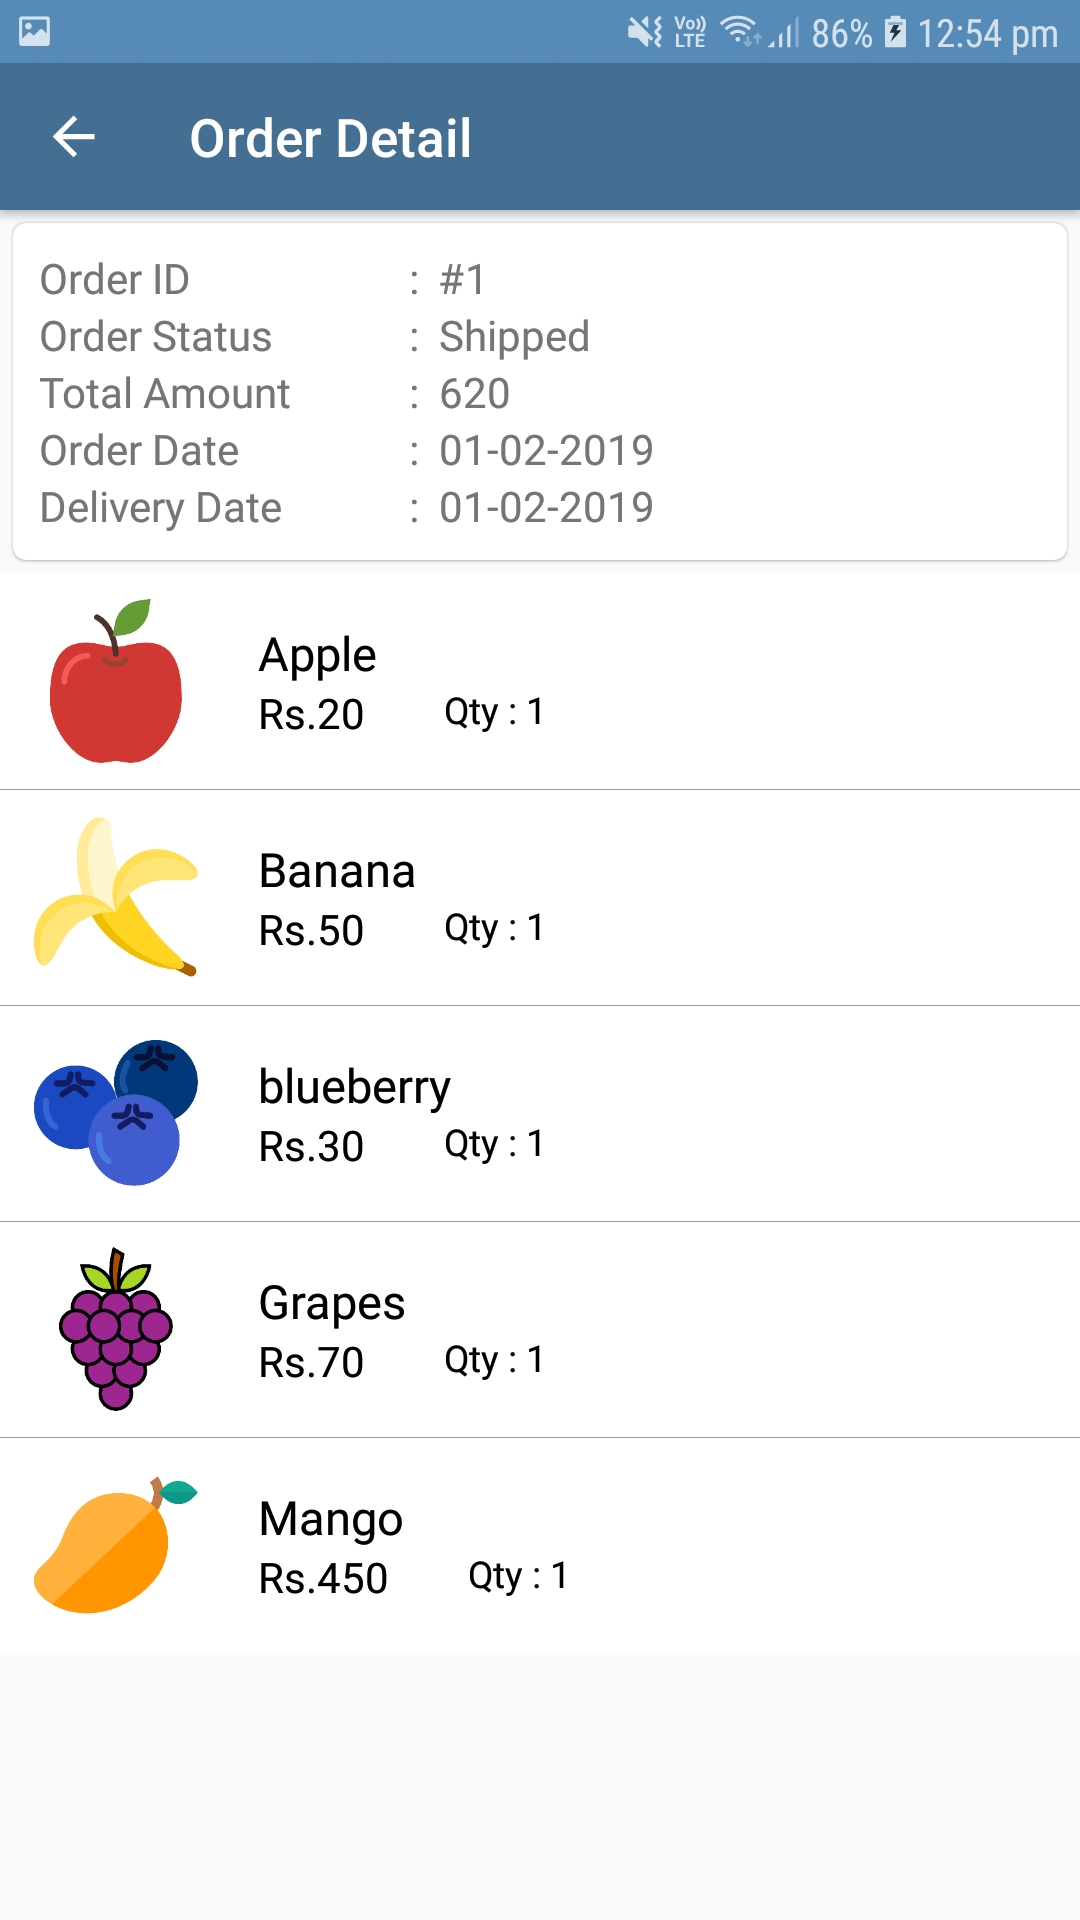 Vo)) LTE 86% 12:54 pm
Order Detail
Order ID : #1
Order Status : Shipped
Total Amount : 620
Order Date : 01-02-2019
Delivery Date : 01-02-2019
Apple
Rs.20 Qty : 1
Banana
Rs.50 Qty : 1
blueberry
Rs.30 Qty : 1
Grapes
Rs.70 Qty : 1
Mango
Rs.450 Qty : 1